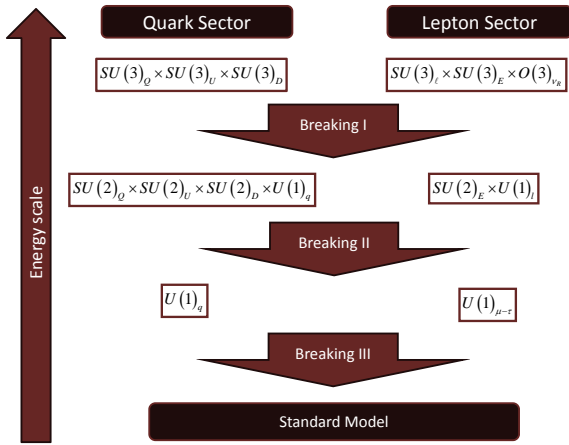 Quark Sector
Lepton Sector
SU(3)_Q × SU(3)_U × SU(3)_D
SU(3)_ℓ × SU(3)_E × O(3)_{ν_R}
Breaking I
SU(2)_Q × SU(2)_U × SU(2)_D × U(1)_q
SU(2)_E × U(1)_l
Energy scale
Breaking II
U(1)_q
U(1)_{μ−τ}
Breaking III
Standard Model